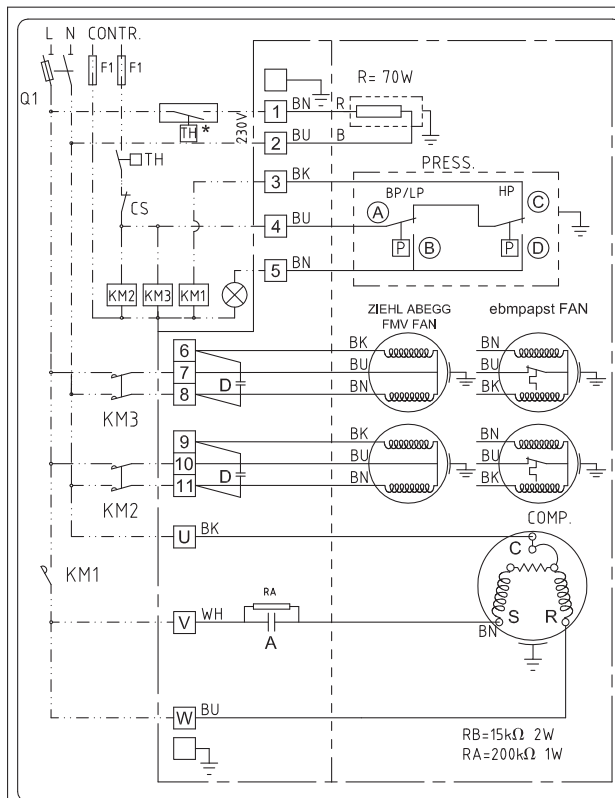 L N CONTR.
F1 F1
Q1
R= 70W
TH *
230V
1 BN R
2 BU B
TH
3 BK
PRESS.
BP/LP HP
A C
CS
4 BU
P B P D
5 BN
KM2 KM3 KM1
ZIEHL ABEGG
FMV FAN
ebmpapst FAN
6 BK BN
7 BU BU
8 D BN BK
KM3
9 BK BN
10 BU BU
11 D BN BK
KM2
COMP.
U BK
C
KM1
RA
V WH
A
BN S R
W BU
RB=15kΩ 2W
RA=200kΩ 1W